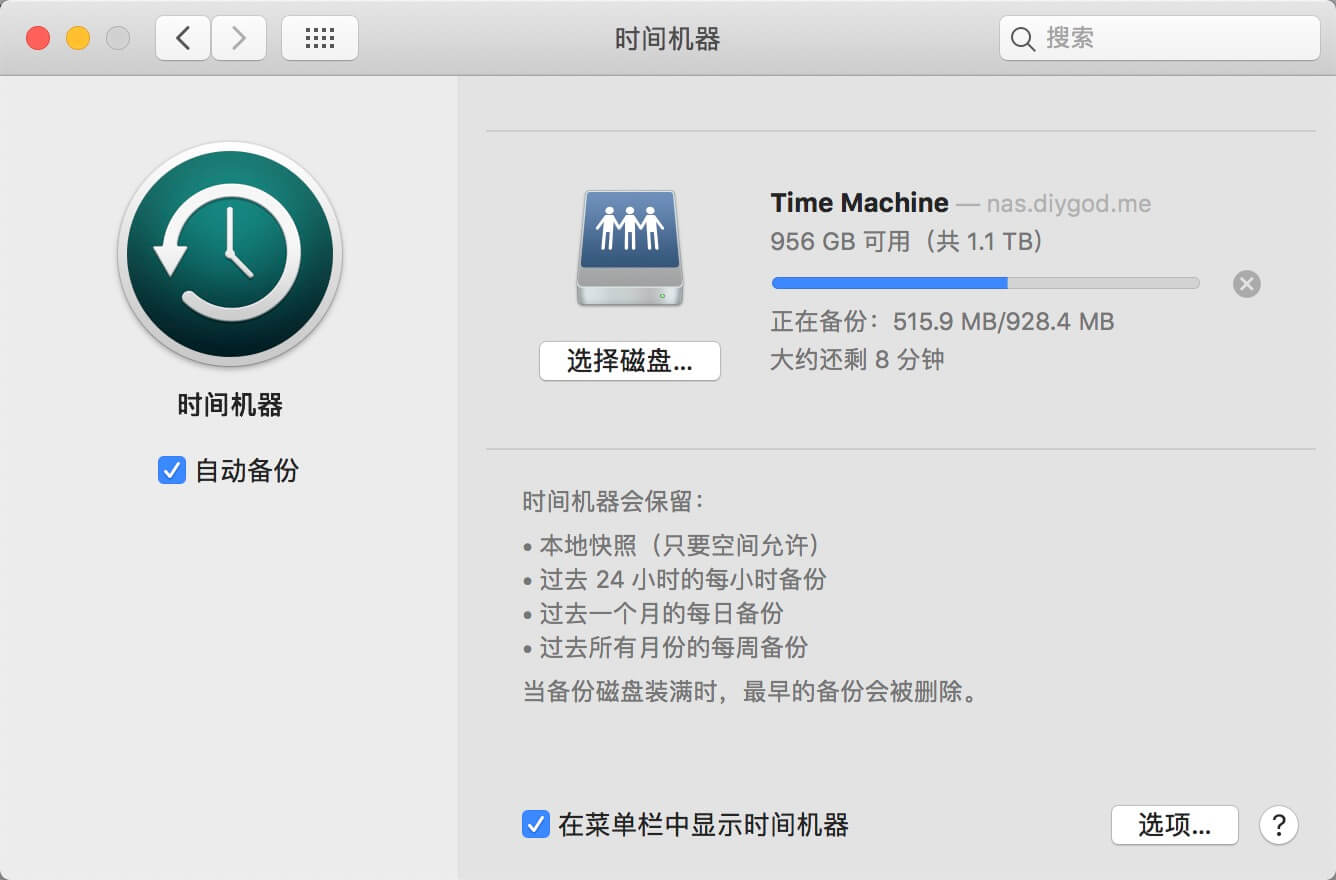 时间机器
搜索
时间机器
自动备份
Time Machine — nas.diygod.me
956 GB 可用（共 1.1 TB）
正在备份：515.9 MB/928.4 MB
大约还剩 8 分钟
选择磁盘...
时间机器会保留：
• 本地快照（只要空间允许）
• 过去 24 小时的每小时备份
• 过去一个月的每日备份
• 过去所有月份的每周备份
当备份磁盘装满时，最早的备份会被删除。
在菜单栏中显示时间机器
选项...
?